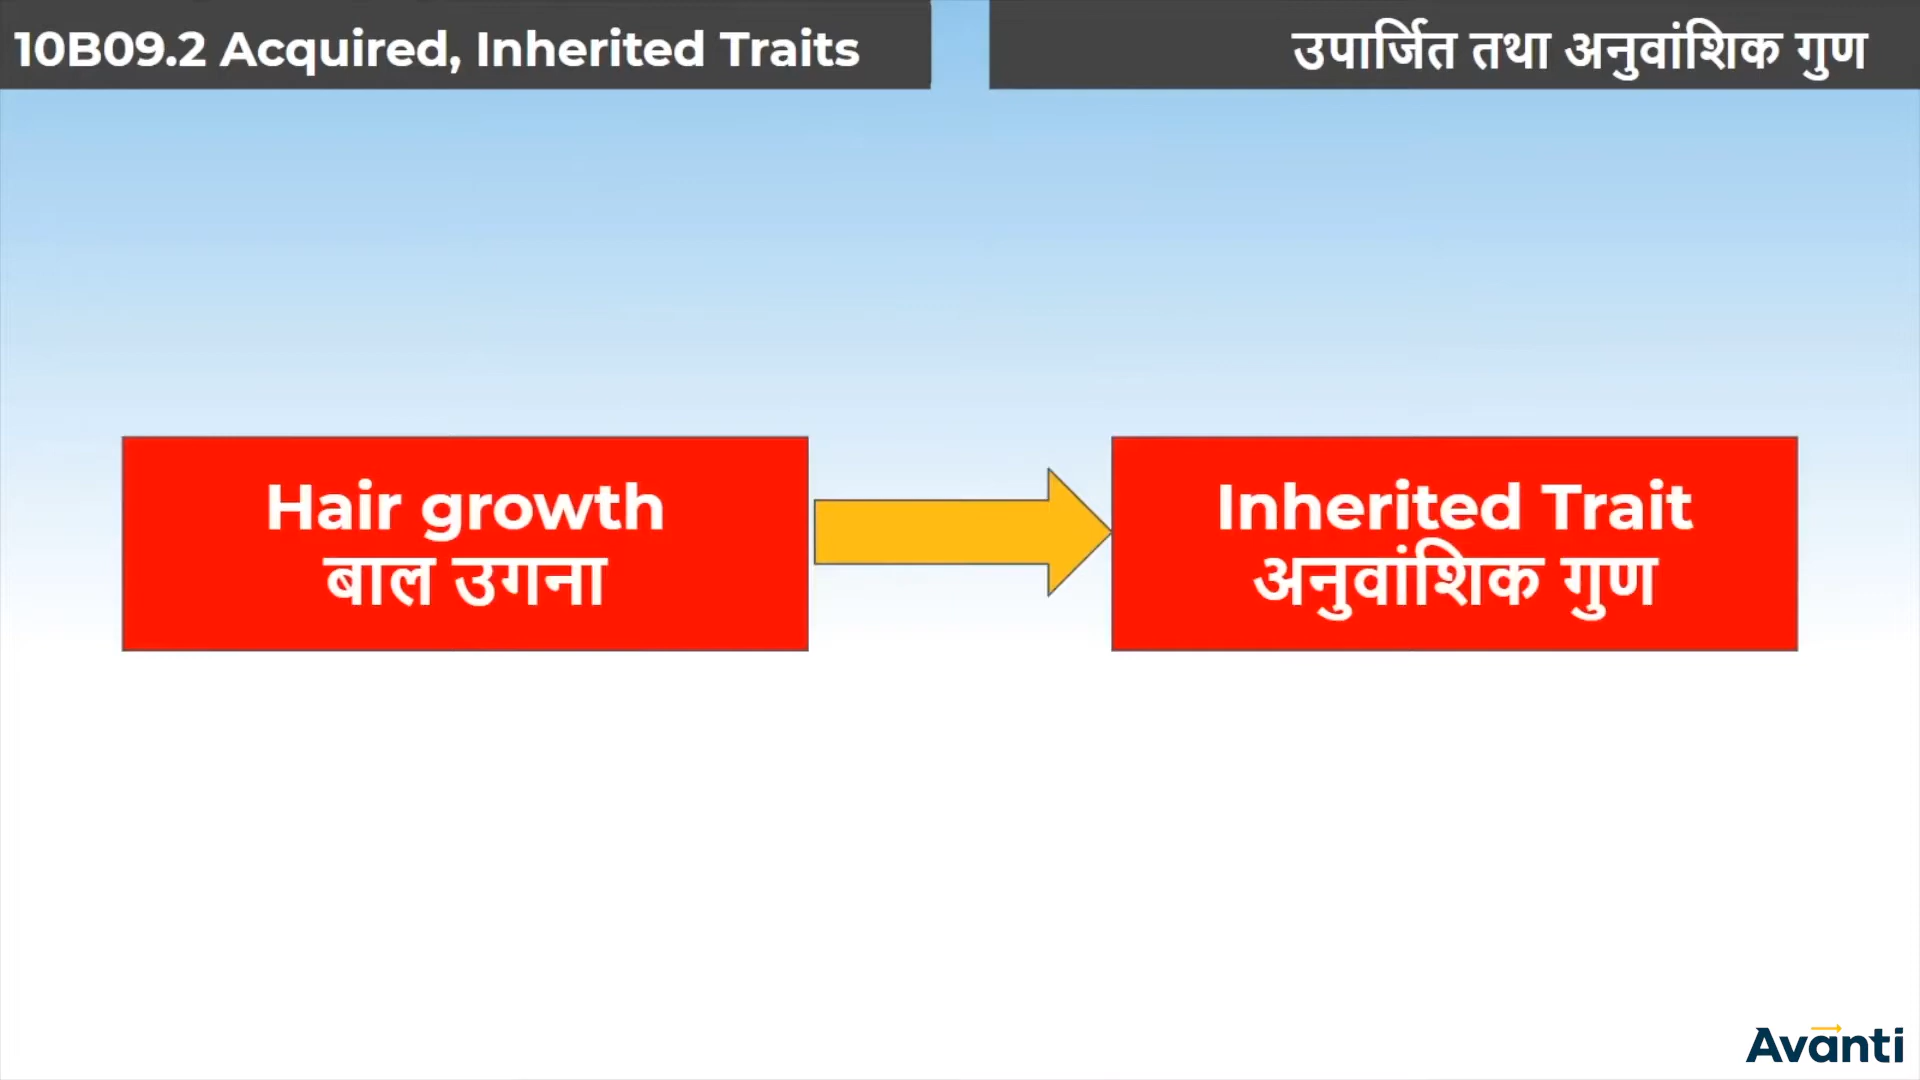 10B09.2 Acquired, Inherited Traits
उपार्जित तथा अनुवांशिक गुण
Hair growth
बाल उगना
Inherited Trait
अनुवांशिक गुण
Avanti